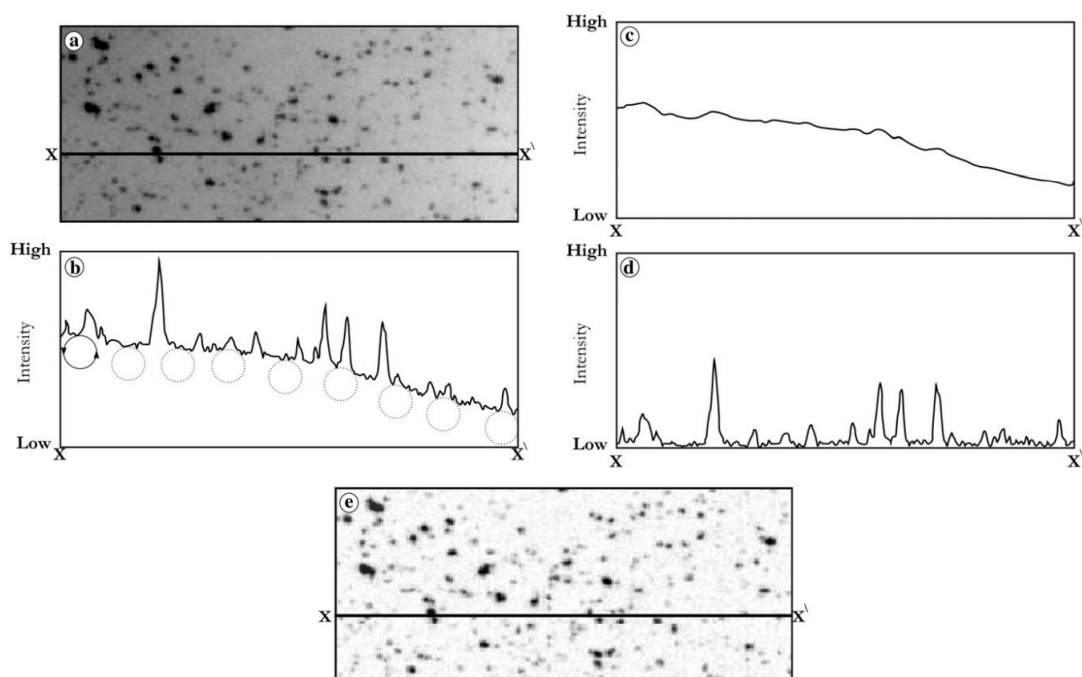 a
X X\
High
b
Intensity
Low
X X\
High
c
Intensity
Low
X X\
High
d
Intensity
Low
X X\
e
X X\